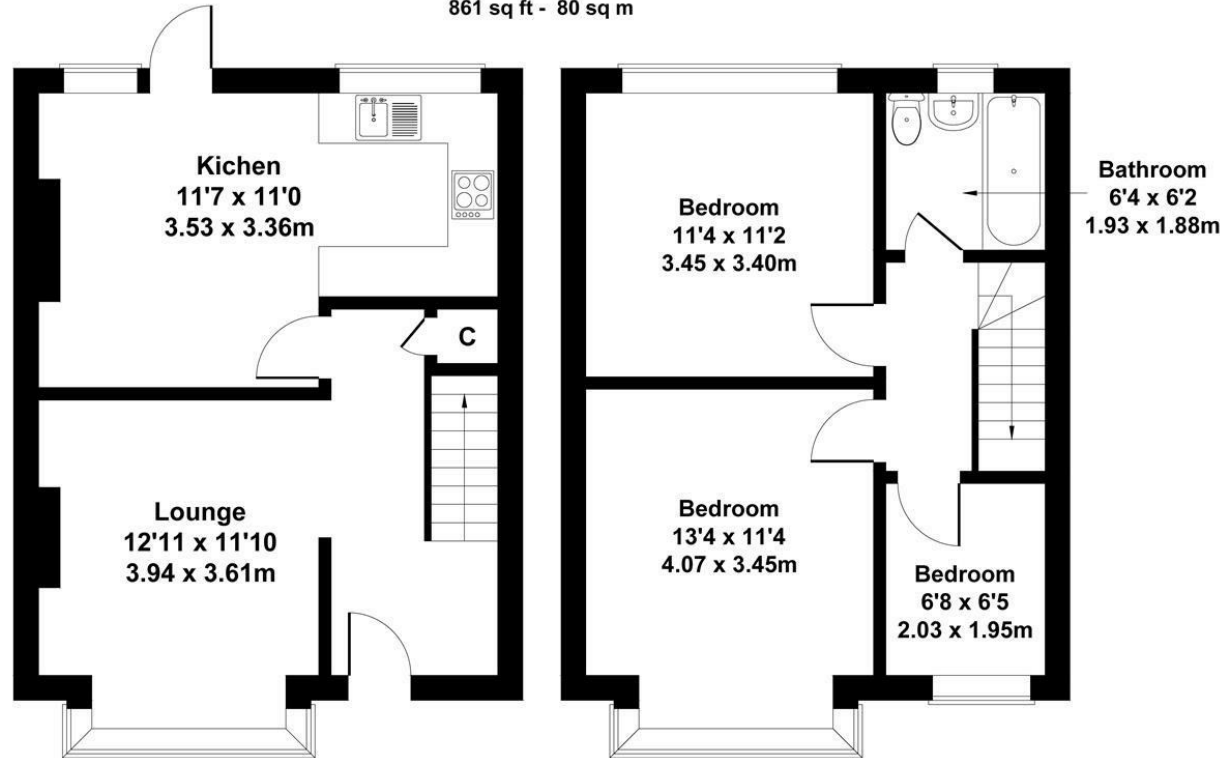 861 sq ft - 80 sq m
Kichen
11'7 x 11'0
3.53 x 3.36m
C
Lounge
12'11 x 11'10
3.94 x 3.61m
Bedroom
11'4 x 11'2
3.45 x 3.40m
Bathroom
6'4 x 6'2
1.93 x 1.88m
Bedroom
13'4 x 11'4
4.07 x 3.45m
Bedroom
6'8 x 6'5
2.03 x 1.95m